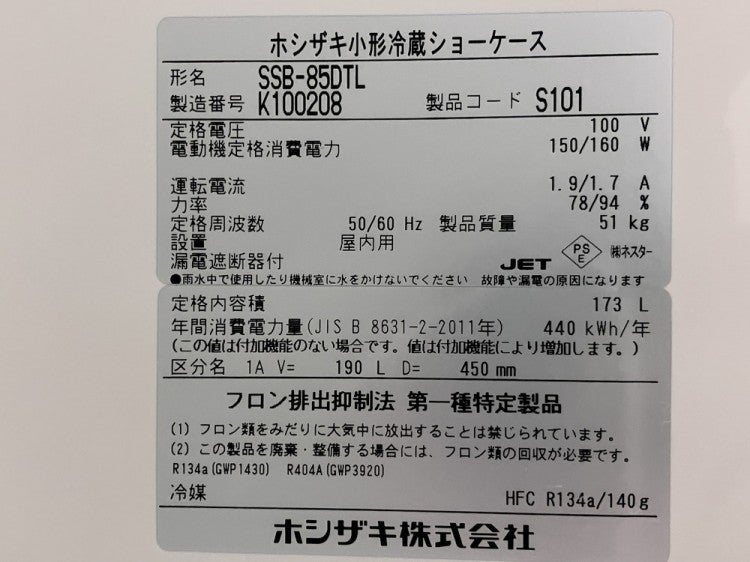 ホシザキ小形冷蔵ショーケース
形名 SSB-85DTL
製造番号 K100208 製品コード S101
定格電圧 100 V
電動機定格消費電力 150/160 W
運転電流 1.9/1.7 A
力率 78/94 %
定格周波数 50/60 Hz 製品質量 51 kg
設置 屋内用
漏電遮断器付 JET PSE ㈱ネスター
●雨水中で使用したり機械室に水をかけないでください 故障や漏電の原因になります
定格内容積 173 L
年間消費電力量(JIS B 8631-2-2011年) 440 kWh/年
(この値は付加機能のない場合です。付加機能により増加します。)
区分名 1A V= 190 L D= 450 mm
フロン排出抑制法 第一種特定製品
(1) フロン類をみだりに大気中に放出することは禁じられています。
(2) この製品を廃棄・整備する場合には、フロン類の回収が必要です。
R134a(GWP1430) R404A(GWP3920)
冷媒 HFC R134a/140g
ホシザキ株式会社